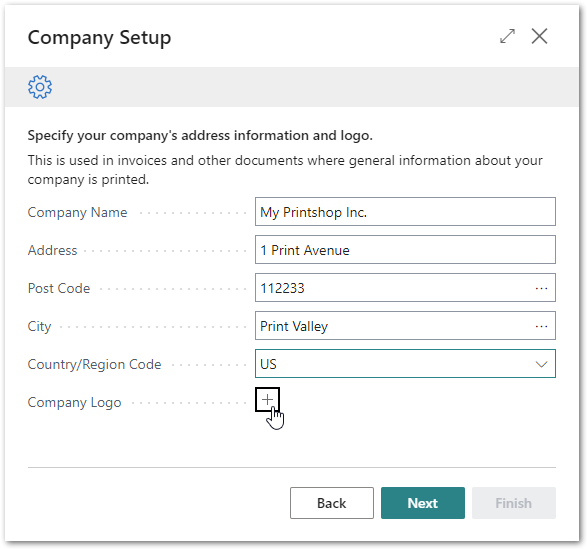 Company Setup
Specify your company's address information and logo.
This is used in invoices and other documents where general information about your
company is printed.
Company Name My Printshop Inc.
Address 1 Print Avenue
Post Code 112233
City Print Valley
Country/Region Code US
Company Logo
Back Next Finish